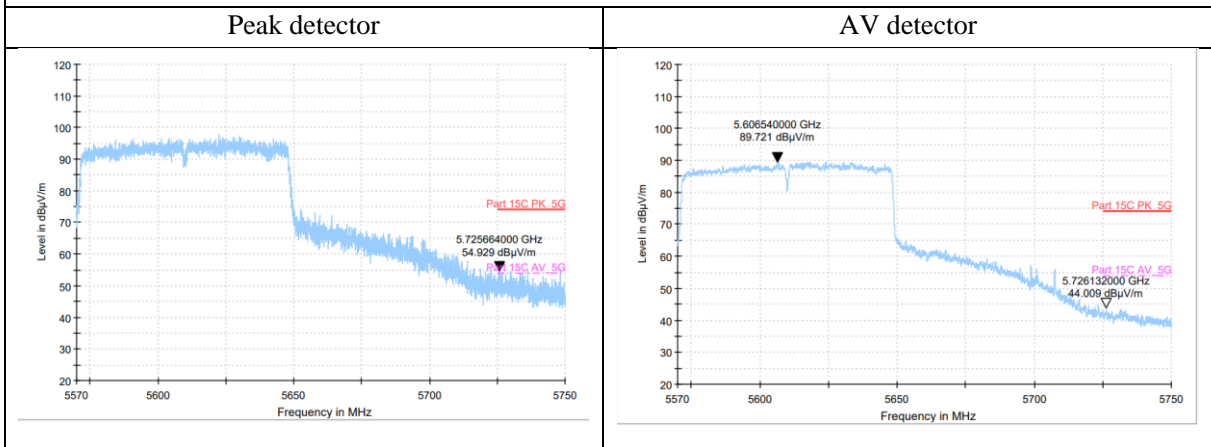 Peak detector
AV detector
120
110
100
90
80
70
60
50
40
30
20
Level in dBµV/m
Part 15C PK_5G
5.725664000 GHz
54.929 dBµV/m
Part 15C AV_5G
5570
5600
5650
5700
5750
Frequency in MHz
120
110
100
90
80
70
60
50
40
30
20
Level in dBµV/m
5.606540000 GHz
89.721 dBµV/m
Part 15C PK_5G
Part 15C AV_5G
5.726132000 GHz
44.009 dBµV/m
5570
5600
5650
5700
5750
Frequency in MHz